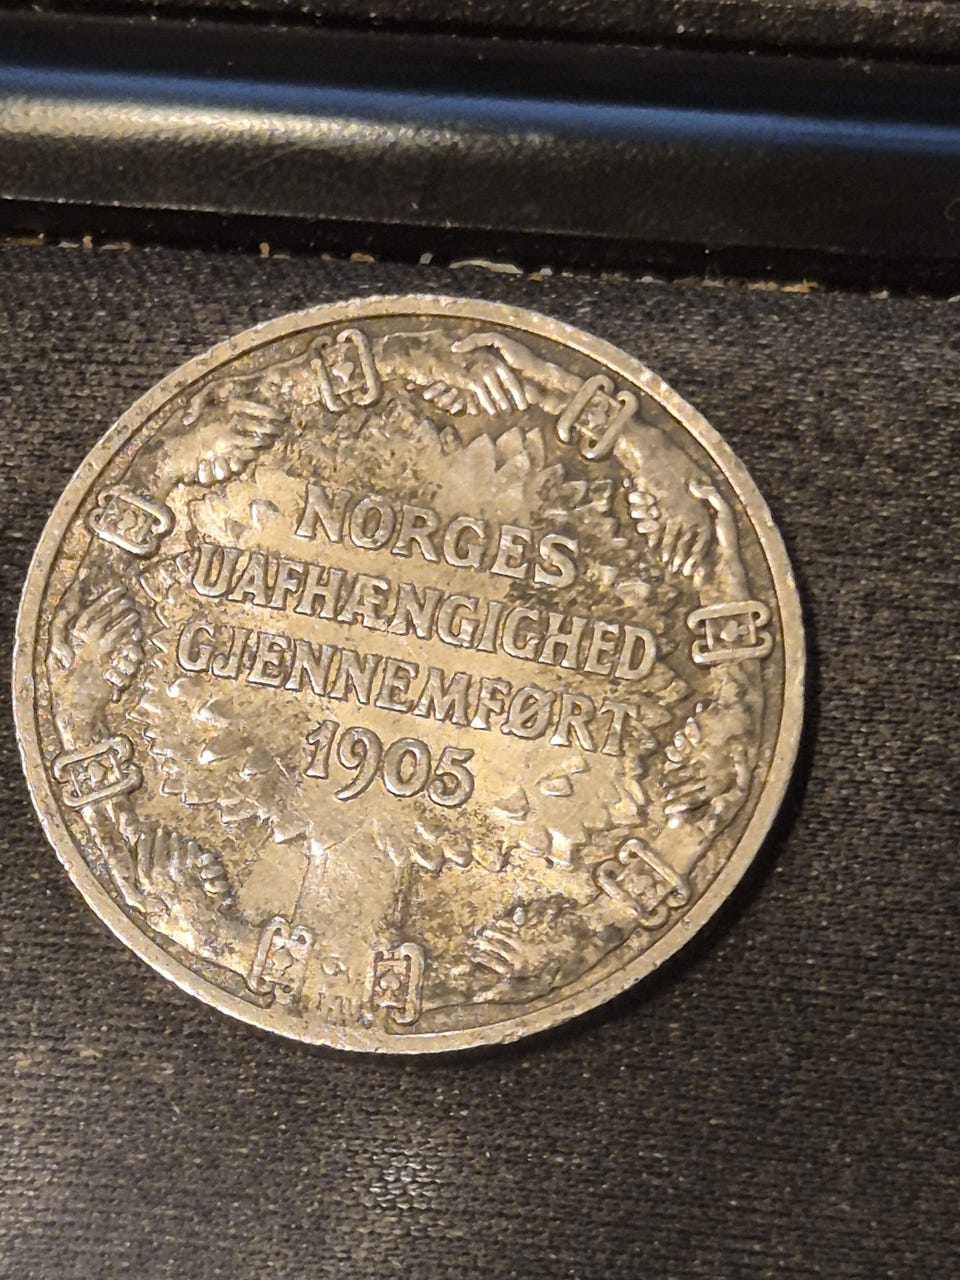 NORGES
UAFHÆNGIGHED
GJENNEMFØRT
1905